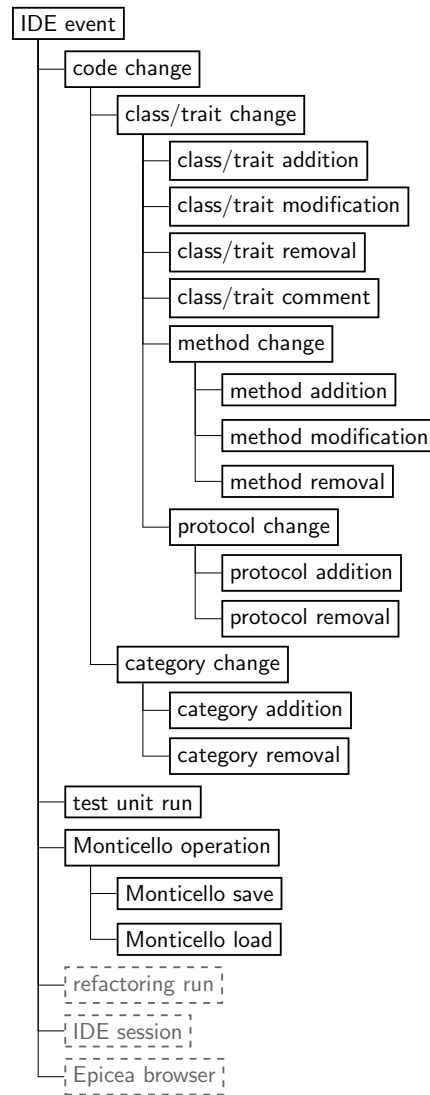 IDE event
code change
class/trait change
class/trait addition
class/trait modification
class/trait removal
class/trait comment
method change
method addition
method modification
method removal
protocol change
protocol addition
protocol removal
category change
category addition
category removal
test unit run
Monticello operation
Monticello save
Monticello load
refactoring run
IDE session
Epicea browser